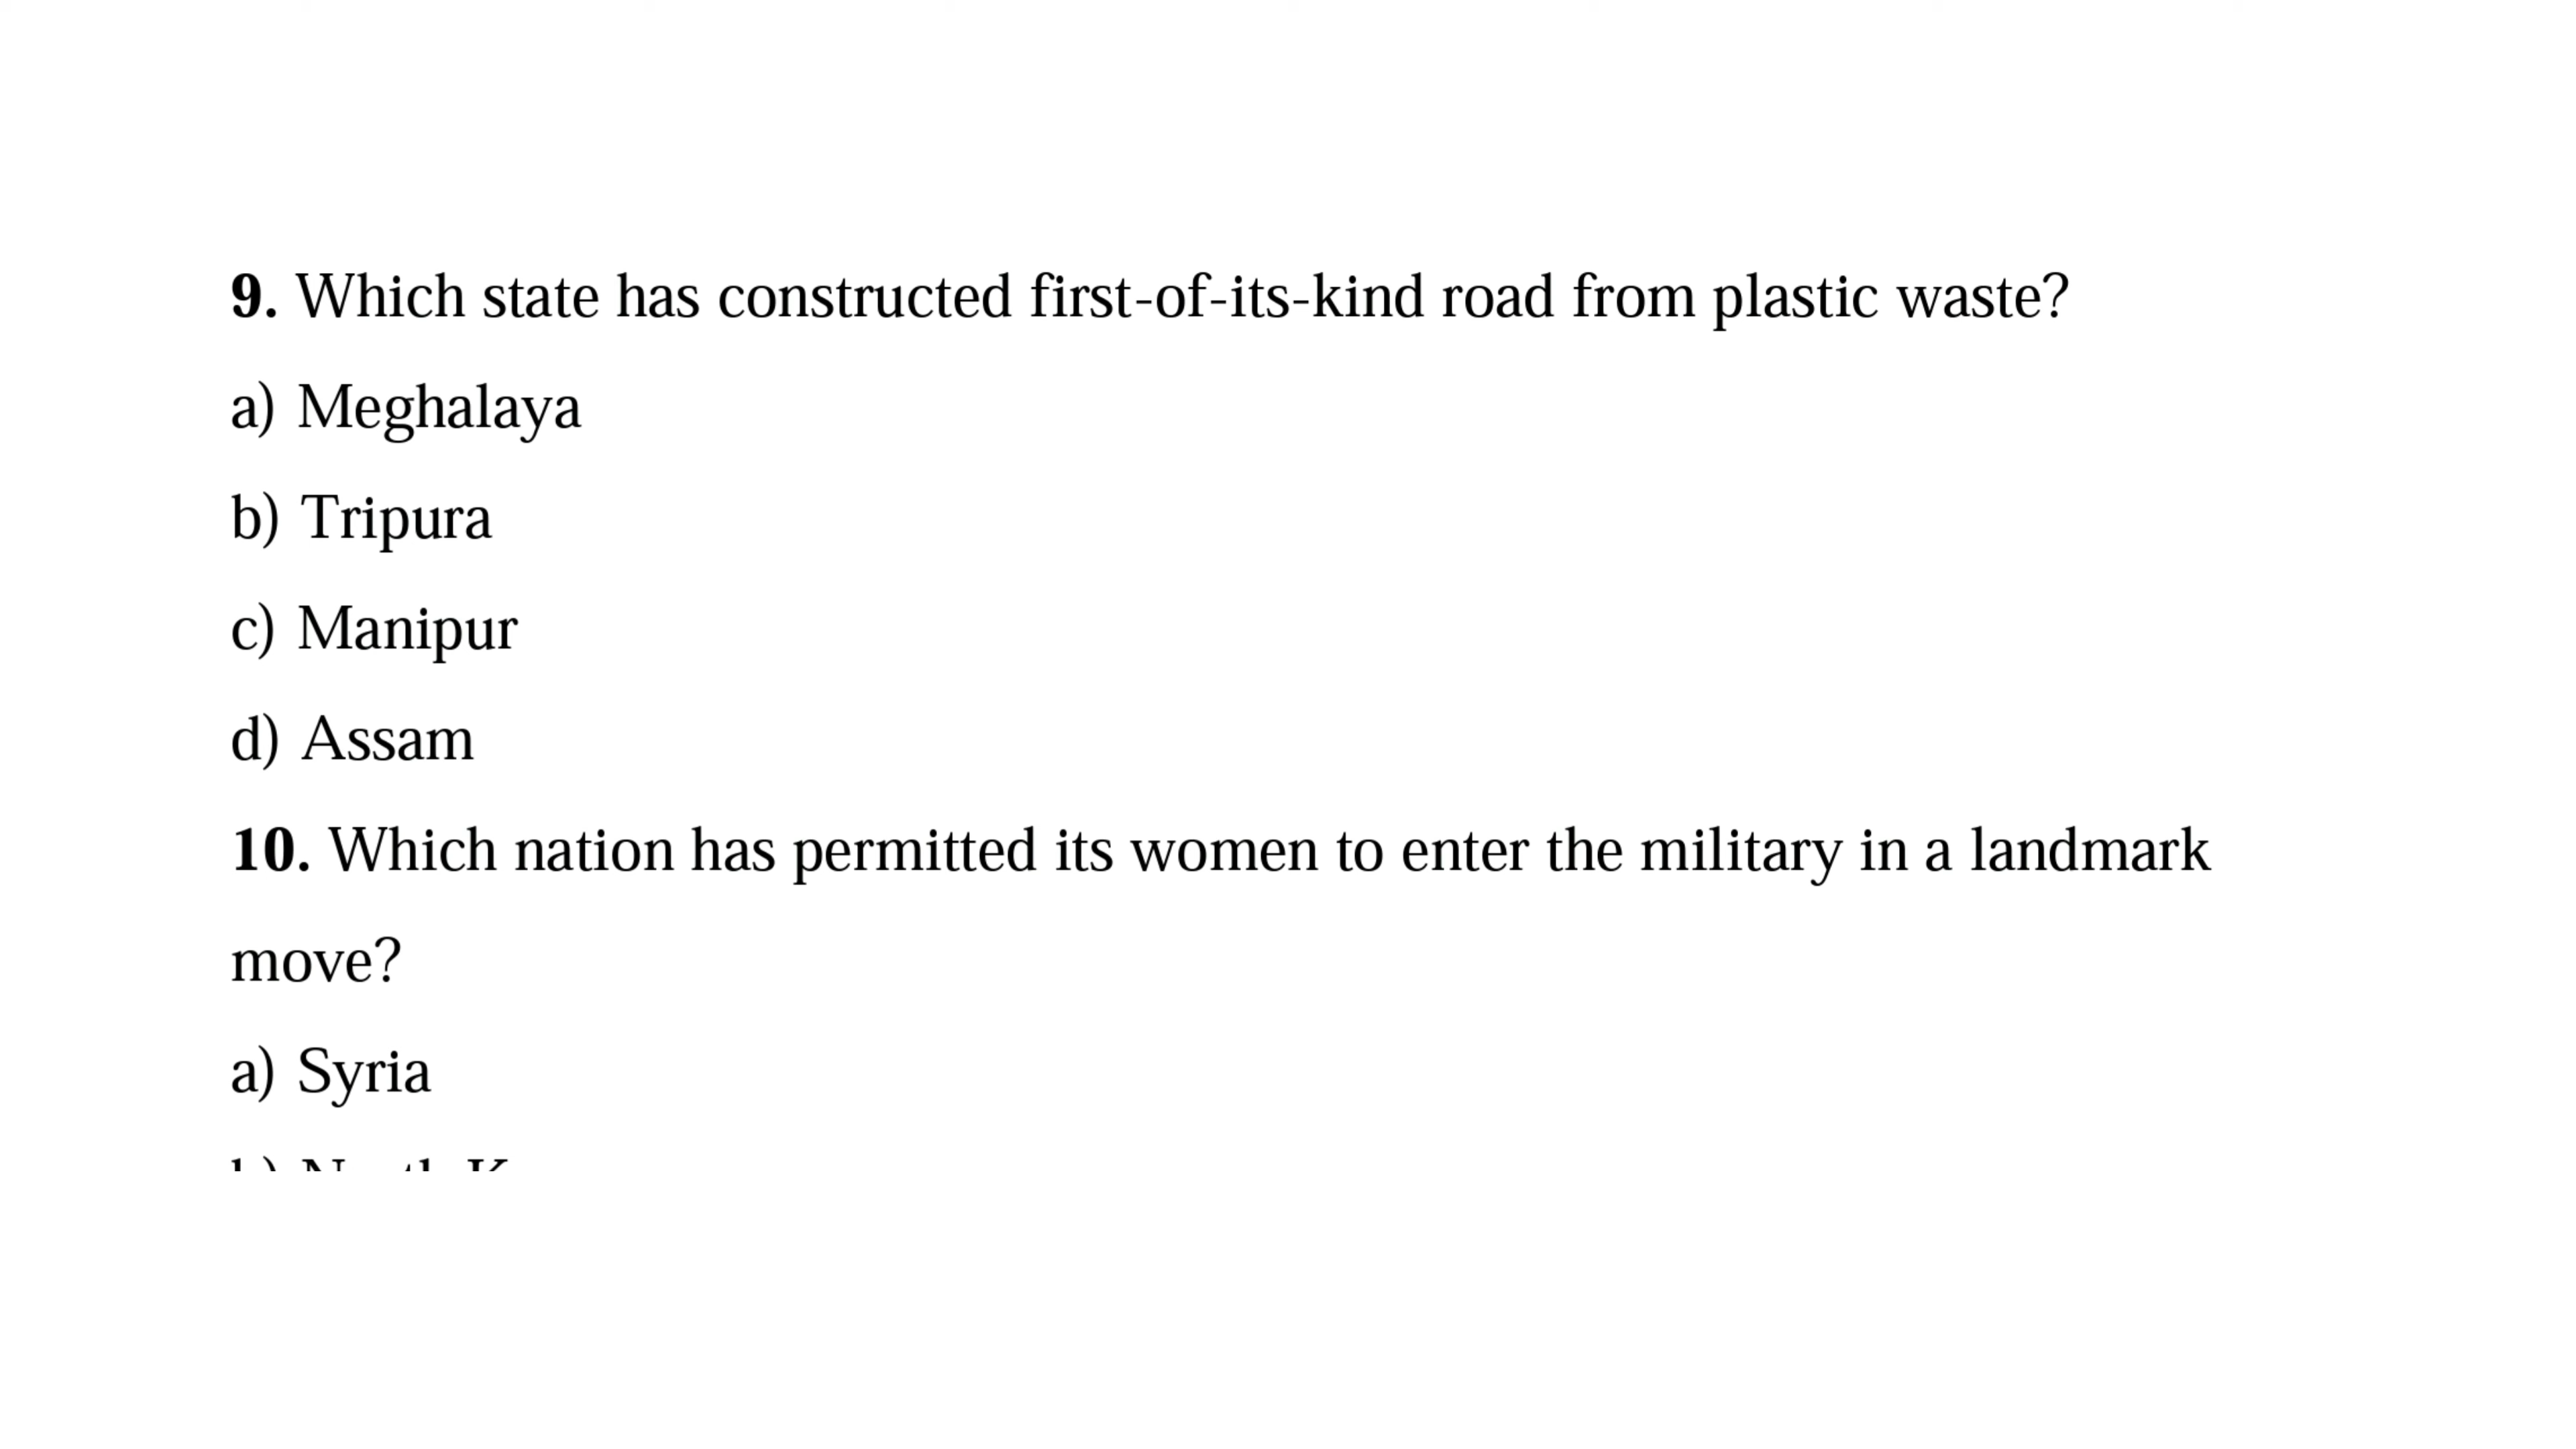 9. Which state has constructed first-of-its-kind road from plastic waste?
a) Meghalaya
b) Tripura
c) Manipur
d) Assam
10. Which nation has permitted its women to enter the military in a landmark
move?
a) Syria